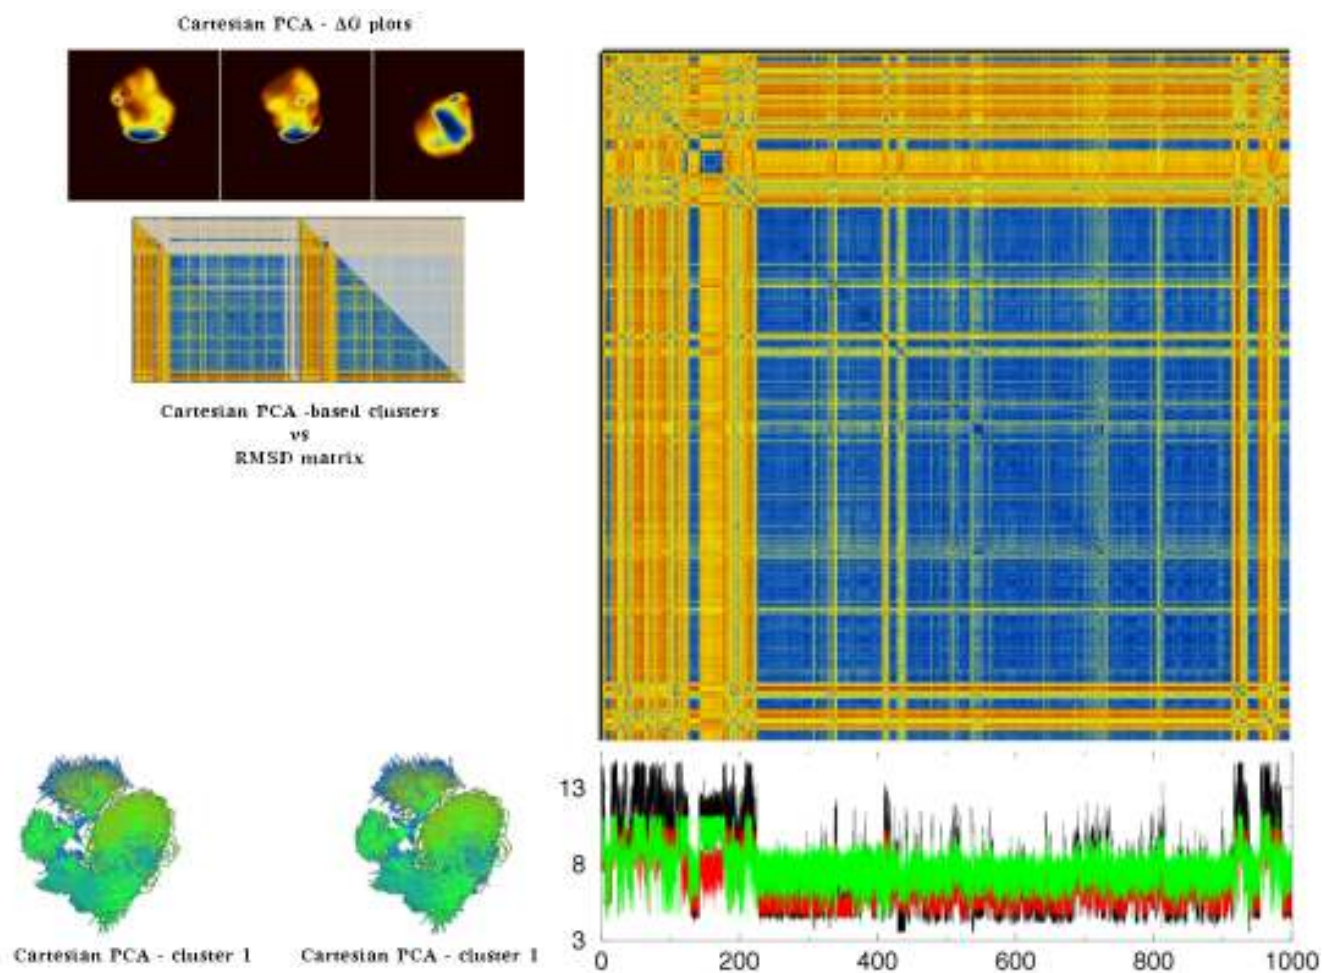 Cartesian PCA - ΔG plots
Cartesian PCA -based clusters
vs
RMSD matrix
13
8
3
0 200 400 600 800 1000
Cartesian PCA - cluster 1
Cartesian PCA - cluster 1